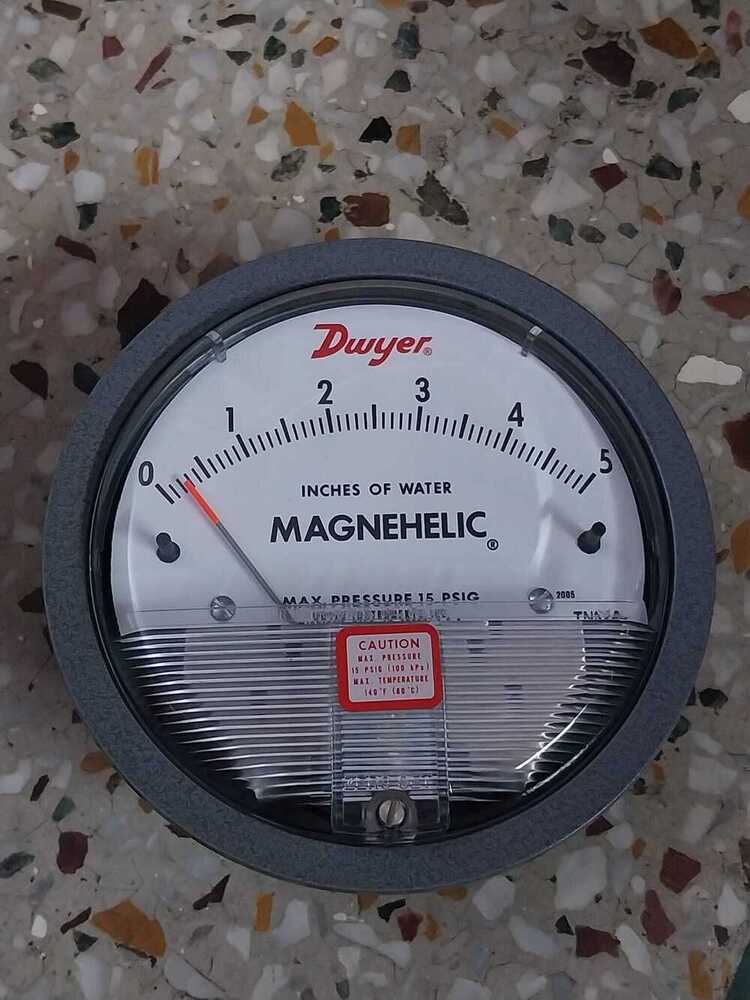 Dwyer®
0 1 2 3 4 5
INCHES OF WATER
MAGNEHELIC®
MAX. PRESSURE 15 PSIG
2005
CAUTION
MAX. PRESSURE
15 PSIG (100 kPa)
MAX. TEMPERATURE
140°F (60°C)